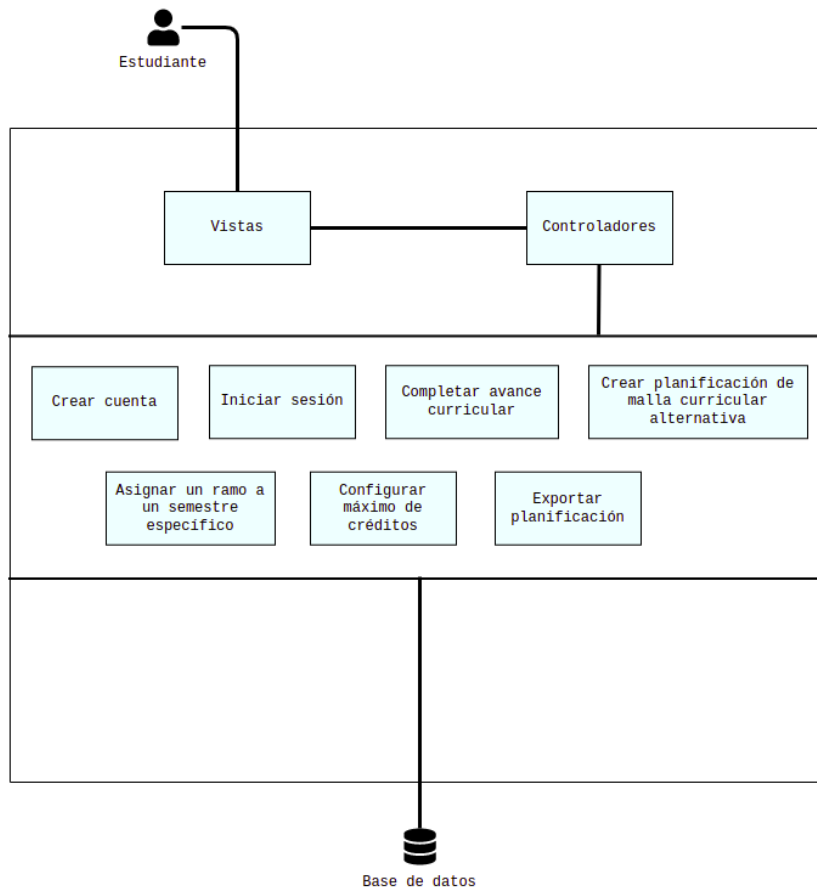 Estudiante
Vistas
Controladores
Crear cuenta
Iniciar sesión
Completar avance
curricular
Crear planificación de
malla curricular
alternativa
Asignar un ramo a
un semestre
específico
Configurar
máximo de
créditos
Exportar
planificación
Base de datos